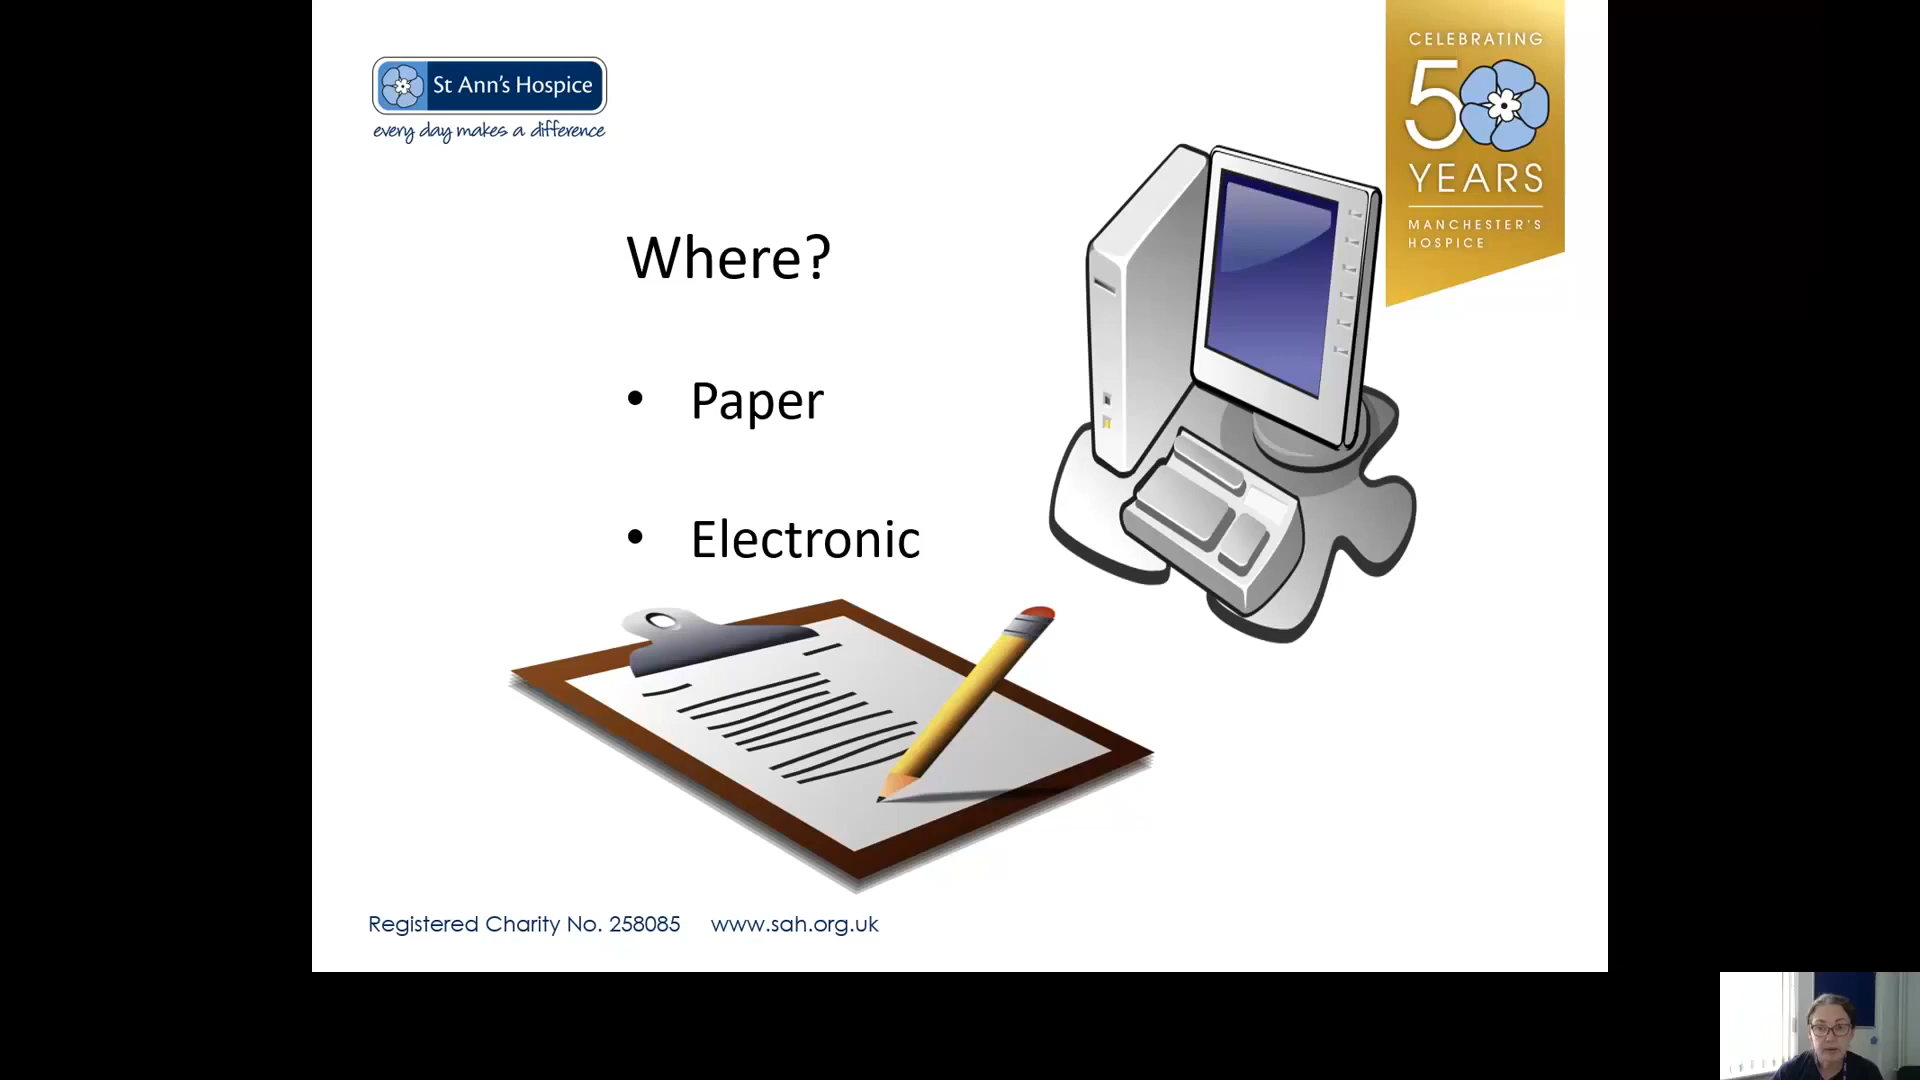 St Ann's Hospice
every day makes a difference
CELEBRATING
50
YEARS
MANCHESTER'S
HOSPICE
Where?
• Paper
• Electronic
Registered Charity No. 258085 www.sah.org.uk